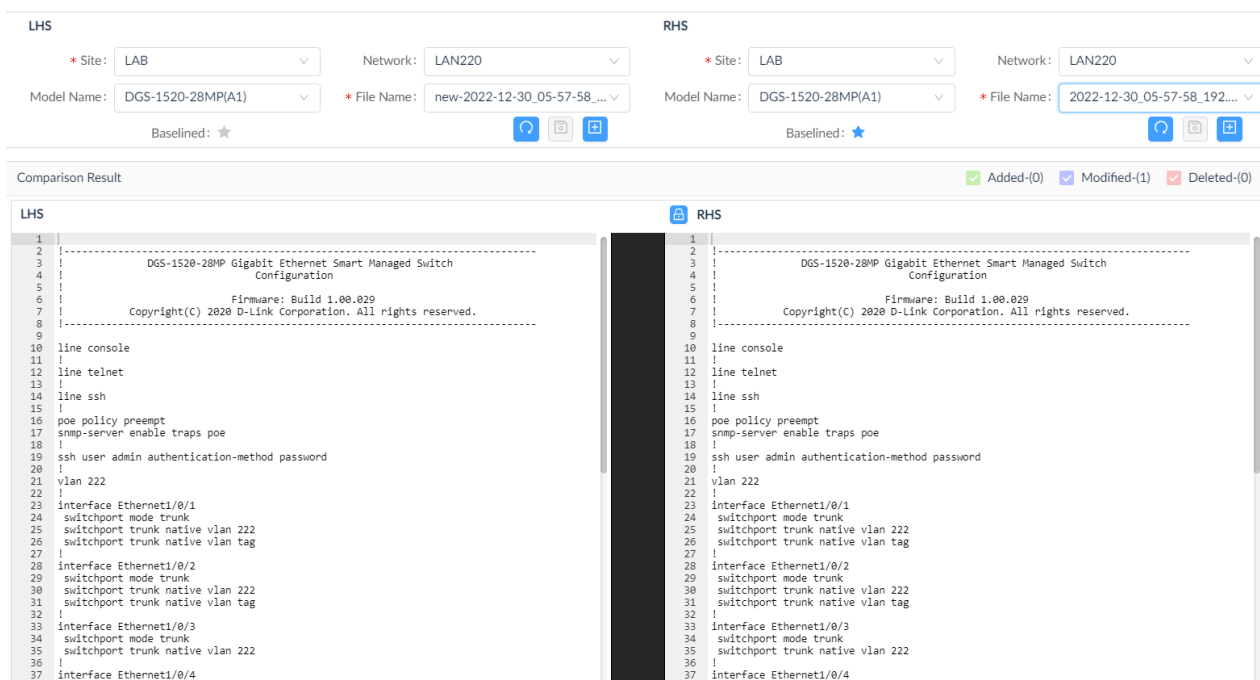 LHS
* Site: LAB
Network: LAN220
Model Name: DGS-1520-28MP(A1)
* File Name: new-2022-12-30_05-57-58_...
Baselined:
RHS
* Site: LAB
Network: LAN220
Model Name: DGS-1520-28MP(A1)
* File Name: 2022-12-30_05-57-58_192....
Baselined:
Comparison Result
Added-(0) Modified-(1) Deleted-(0)
LHS
1
2 !------------------------------------------------------------------------------
3 ! DGS-1520-28MP Gigabit Ethernet Smart Managed Switch
4 ! Configuration
5 !
6 ! Firmware: Build 1.00.029
7 ! Copyright(C) 2020 D-Link Corporation. All rights reserved.
8 !------------------------------------------------------------------------------
9
10 line console
11 !
12 line telnet
13 !
14 line ssh
15 !
16 poe policy preempt
17 snmp-server enable traps poe
18 !
19 ssh user admin authentication-method password
20 !
21 vlan 222
22 !
23 interface Ethernet1/0/1
24 switchport mode trunk
25 switchport trunk native vlan 222
26 switchport trunk native vlan tag
27 !
28 interface Ethernet1/0/2
29 switchport mode trunk
30 switchport trunk native vlan 222
31 switchport trunk native vlan tag
32 !
33 interface Ethernet1/0/3
34 switchport mode trunk
35 switchport trunk native vlan 222
36 !
37 interface Ethernet1/0/4
RHS
1
2 !------------------------------------------------------------------------------
3 ! DGS-1520-28MP Gigabit Ethernet Smart Managed Switch
4 ! Configuration
5 !
6 ! Firmware: Build 1.00.029
7 ! Copyright(C) 2020 D-Link Corporation. All rights reserved.
8 !------------------------------------------------------------------------------
9
10 line console
11 !
12 line telnet
13 !
14 line ssh
15 !
16 poe policy preempt
17 snmp-server enable traps poe
18 !
19 ssh user admin authentication-method password
20 !
21 vlan 222
22 !
23 interface Ethernet1/0/1
24 switchport mode trunk
25 switchport trunk native vlan 222
26 switchport trunk native vlan tag
27 !
28 interface Ethernet1/0/2
29 switchport mode trunk
30 switchport trunk native vlan 222
31 switchport trunk native vlan tag
32 !
33 interface Ethernet1/0/3
34 switchport mode trunk
35 switchport trunk native vlan 222
36 !
37 interface Ethernet1/0/4